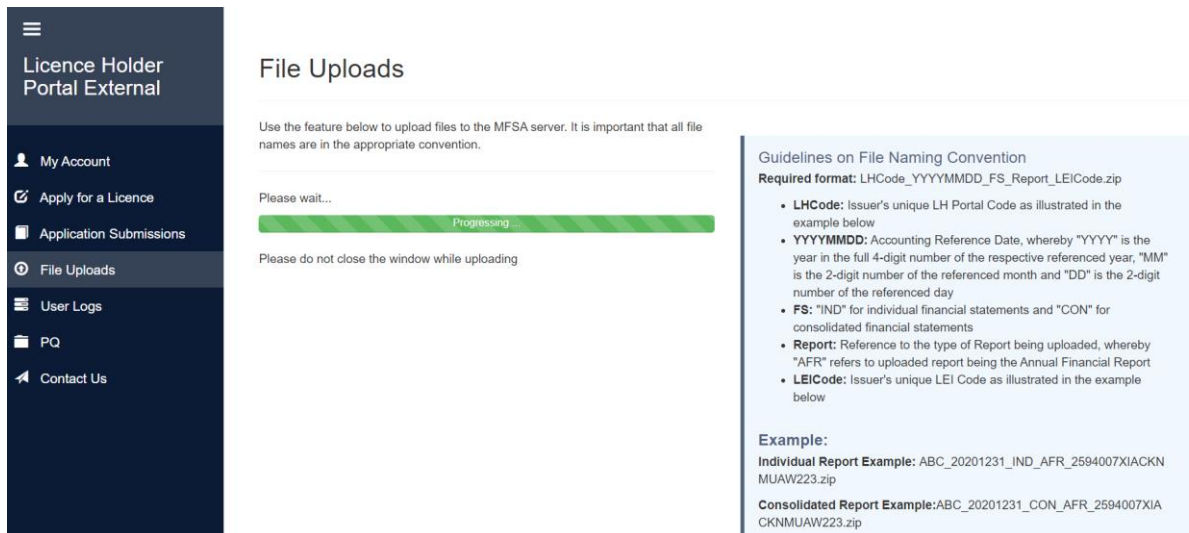 Licence Holder
Portal External
My Account
Apply for a Licence
Application Submissions
File Uploads
User Logs
PQ
Contact Us
File Uploads
Use the feature below to upload files to the MFSA server. It is important that all file
names are in the appropriate convention.
Please wait...
Progressing...
Please do not close the window while uploading
Guidelines on File Naming Convention
Required format: LHCode_YYYYMMDD_FS_Report_LEICode.zip
• LHCode: Issuer's unique LH Portal Code as illustrated in the
example below
• YYYYMMDD: Accounting Reference Date, whereby "YYYY" is the
year in the full 4-digit number of the respective referenced year, "MM"
is the 2-digit number of the referenced month and "DD" is the 2-digit
number of the referenced day
• FS: "IND" for individual financial statements and "CON" for
consolidated financial statements
• Report: Reference to the type of Report being uploaded, whereby
"AFR" refers to uploaded report being the Annual Financial Report
• LEICode: Issuer's unique LEI Code as illustrated in the example
below
Example:
Individual Report Example: ABC_20201231_IND_AFR_2594007XIACKN
MUAW223.zip
Consolidated Report Example:ABC_20201231_CON_AFR_2594007XIA
CKNMUAW223.zip